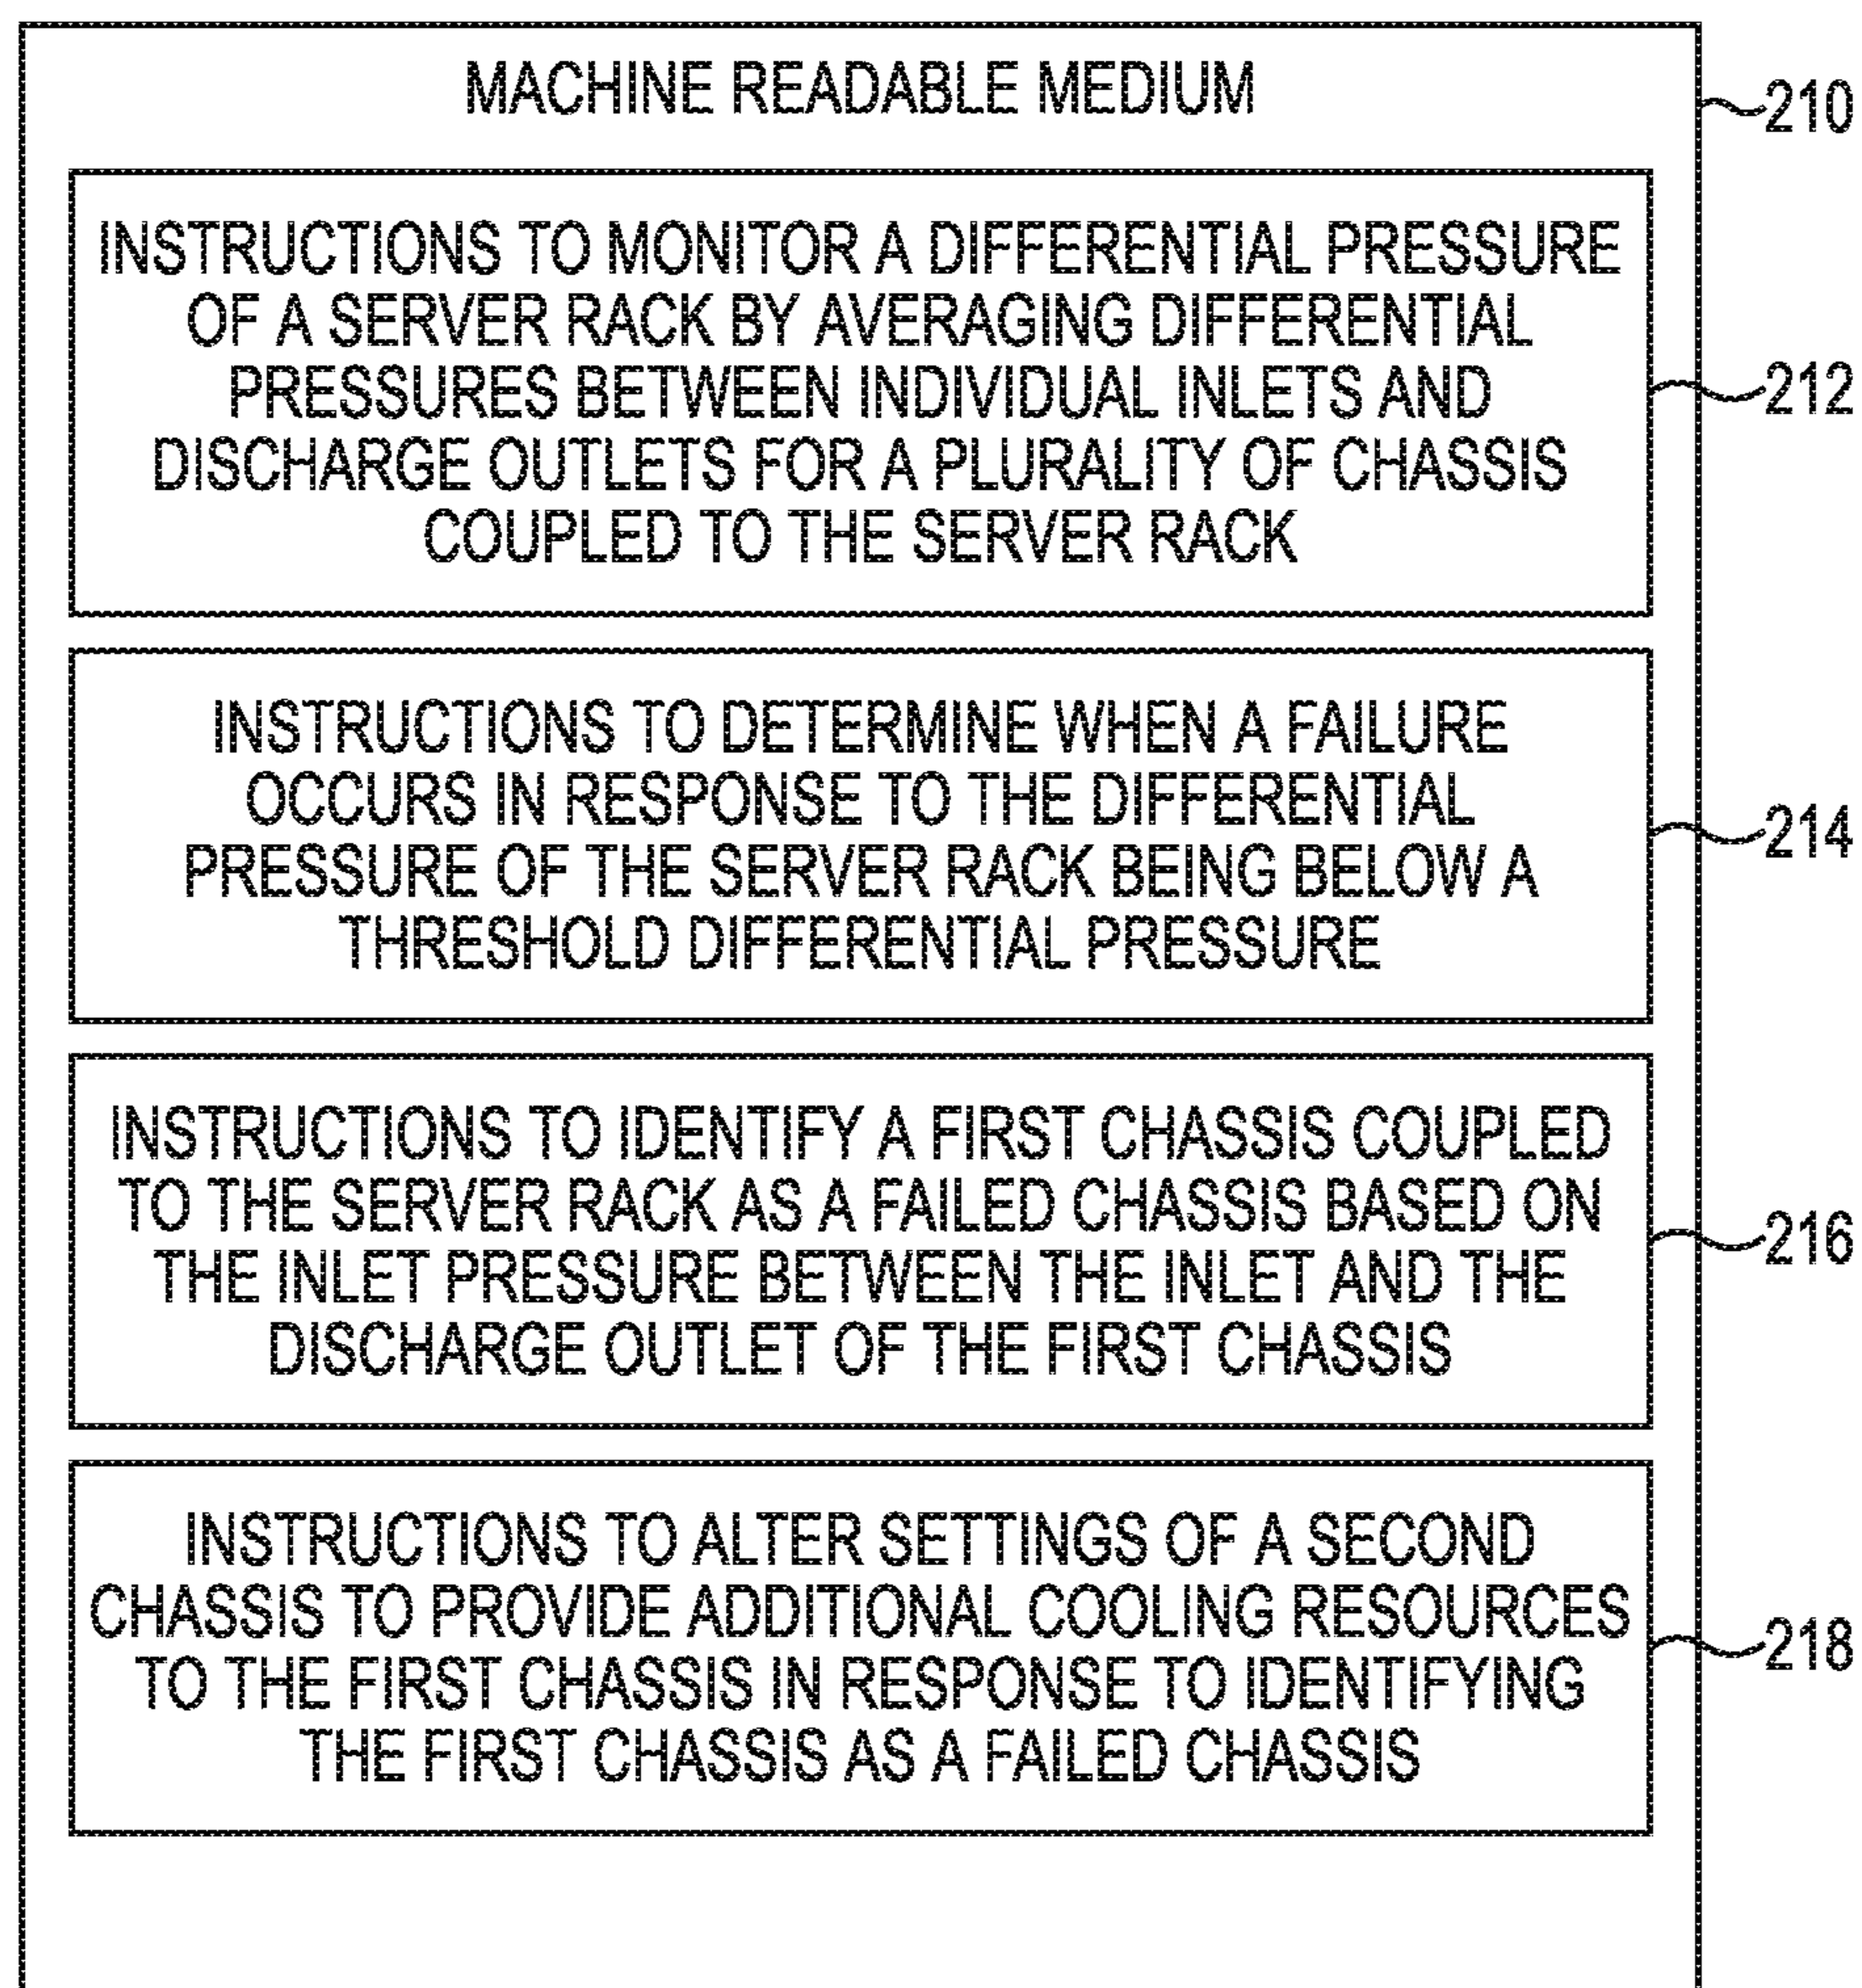 MACHINE READABLE MEDIUM
210
INSTRUCTIONS TO MONITOR A DIFFERENTIAL PRESSURE
OF A SERVER RACK BY AVERAGING DIFFERENTIAL
PRESSURES BETWEEN INDIVIDUAL INLETS AND
DISCHARGE OUTLETS FOR A PLURALITY OF CHASSIS
COUPLED TO THE SERVER RACK
212
INSTRUCTIONS TO DETERMINE WHEN A FAILURE
OCCURS IN RESPONSE TO THE DIFFERENTIAL
PRESSURE OF THE SERVER RACK BEING BELOW A
THRESHOLD DIFFERENTIAL PRESSURE
214
INSTRUCTIONS TO IDENTIFY A FIRST CHASSIS COUPLED
TO THE SERVER RACK AS A FAILED CHASSIS BASED ON
THE INLET PRESSURE BETWEEN THE INLET AND THE
DISCHARGE OUTLET OF THE FIRST CHASSIS
216
INSTRUCTIONS TO ALTER SETTINGS OF A SECOND
CHASSIS TO PROVIDE ADDITIONAL COOLING RESOURCES
TO THE FIRST CHASSIS IN RESPONSE TO IDENTIFYING
THE FIRST CHASSIS AS A FAILED CHASSIS
218